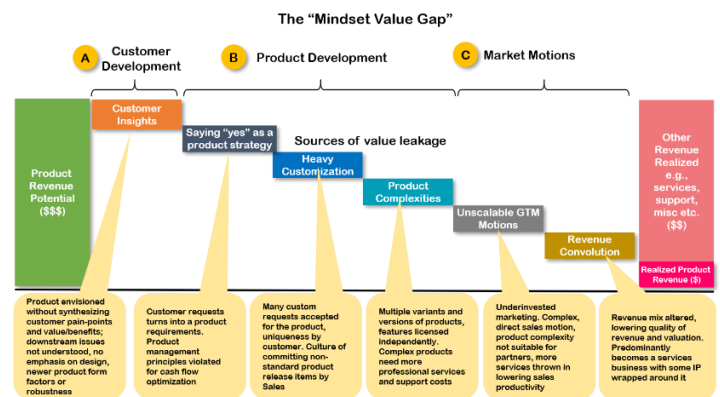 The “Mindset Value Gap”
A
Customer
Development
B
Product Development
C
Market Motions
Product
Revenue
Potential
($$$)
Customer
Insights
Saying “yes” as a
product strategy
Sources of value leakage
Heavy
Customization
Product
Complexities
Unscalable GTM
Motions
Revenue
Convolution
Other
Revenue
Realized
e.g.,
services,
support,
misc etc.
($$)
Realized Product
Revenue ($)
Product envisioned
without synthesizing
customer pain-points
and value/benefits;
downstream issues
not understood, no
emphasis on design,
newer product form
factors or
robustness
Customer requests
turns into a product
requirements.
Product
management
principles violated
for cash flow
optimization
Many custom
requests accepted
for the product,
uniqueness by
customer. Culture of
committing non-
standard product
release items by
Sales
Multiple variants and
versions of products,
features licensed
independently.
Complex products
need more
professional services
and support costs
Underinvested
marketing. Complex,
direct sales motion,
product complexity
not suitable for
partners, more
services thrown in
lowering sales
productivity
Revenue mix altered,
lowering quality of
revenue and valuation.
Predominantly
becomes a services
business with some IP
wrapped around it